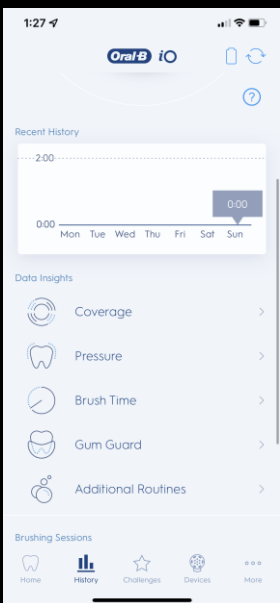 1:27
Oral-B iO
Recent History
2:00
0:00
0:00
Mon Tue Wed Thu Fri Sat Sun
Data Insights
Coverage
Pressure
Brush Time
Gum Guard
Additional Routines
Brushing Sessions
Home History Challenges Devices More